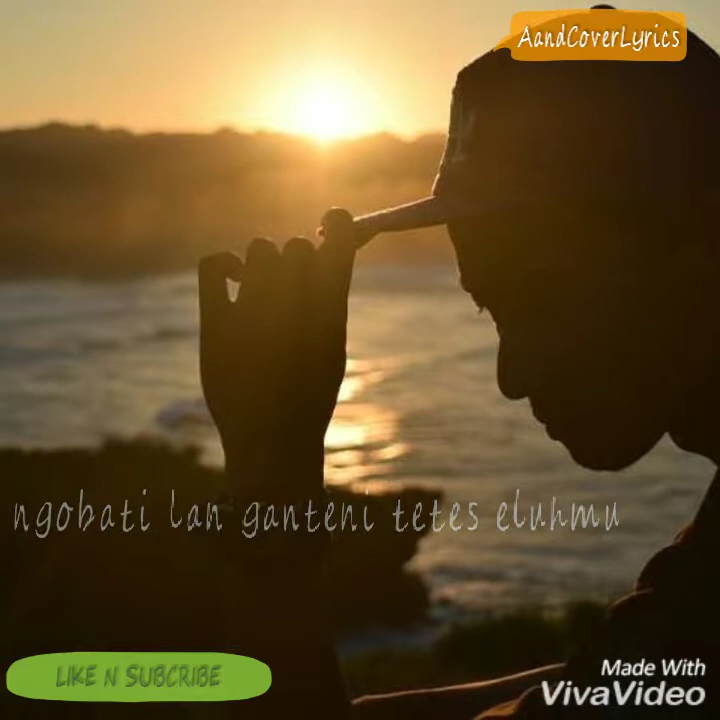 AandCoverLyrics
ngobati lan ganteni tetes eluhmu
LIKE N SUBCRIBE
Made With
VivaVideo